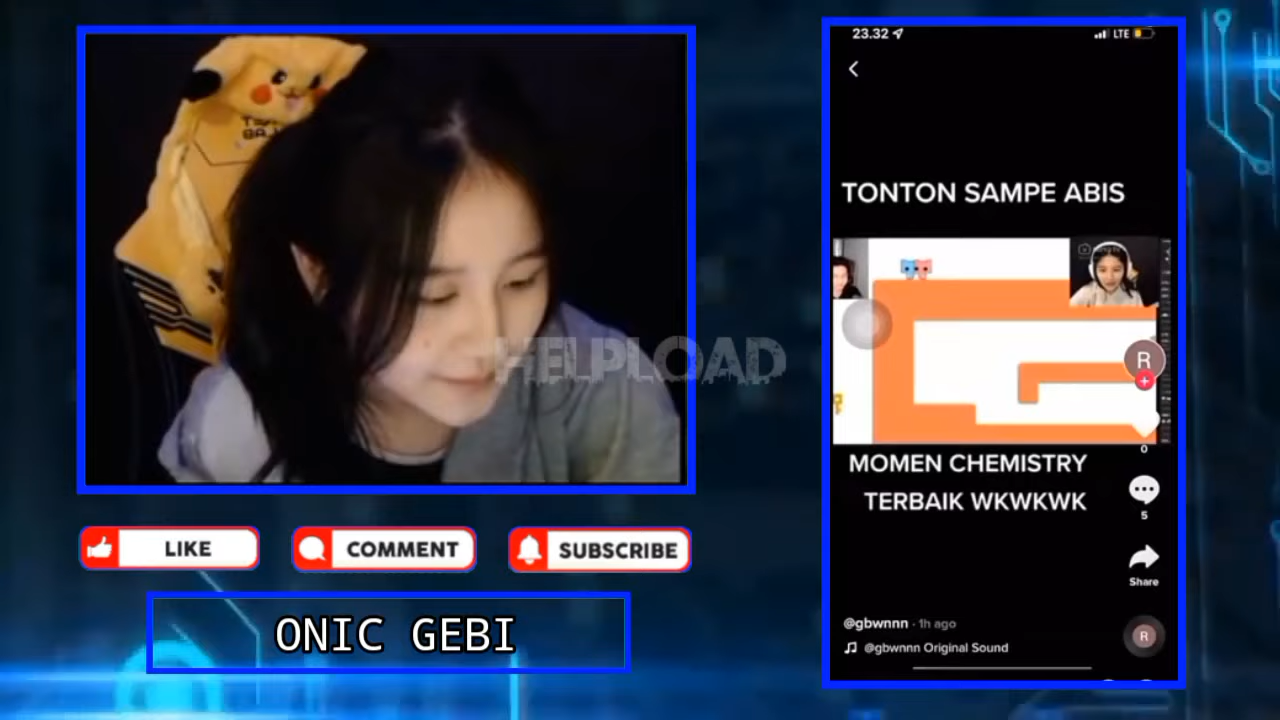 23.32
LTE
TONTON SAMPE ABIS
R
0
MOMEN CHEMISTRY
TERBAIK WKWKWK
5
Share
@gbwnnn · 1h ago
@gbwnnn Original Sound
R
HELPLOAD
LIKE
COMMENT
SUBSCRIBE
ONIC GEBI